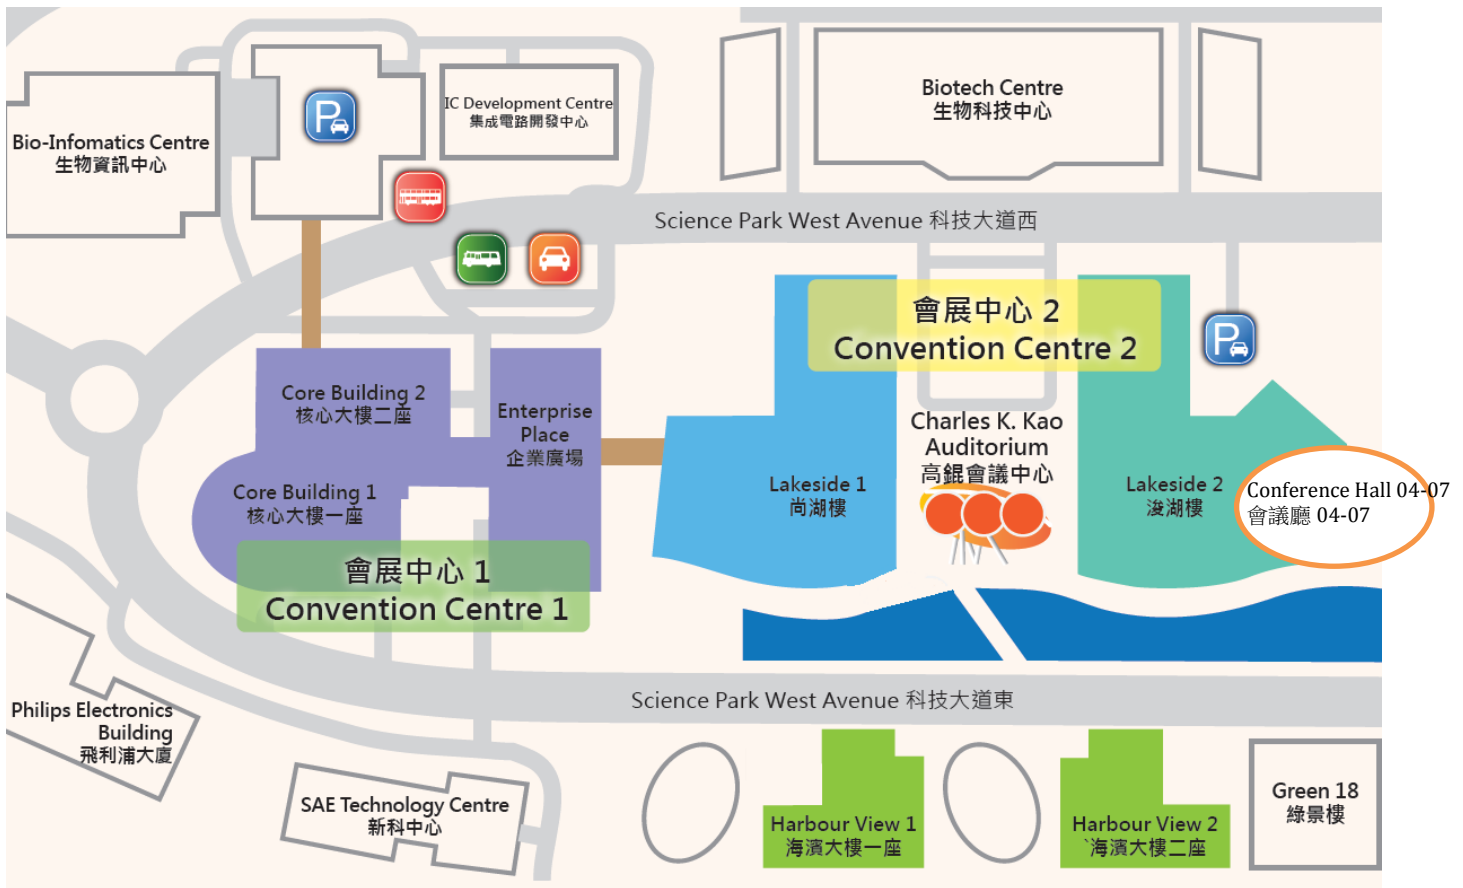 Biotech Centre
生物科技中心
IC Development Centre
集成電路開發中心
P
Bio-Infomatics Centre
生物資訊中心
Science Park West Avenue 科技大道西
會展中心 2
Convention Centre 2
P
Core Building 2
核心大樓二座
Enterprise
Place
企業廣場
Charles K. Kao
Auditorium
高錕會議中心
Core Building 1
核心大樓一座
Lakeside 1
尚湖樓
Lakeside 2
浚湖樓
Conference Hall 04-07
會議廳 04-07
會展中心 1
Convention Centre 1
Science Park West Avenue 科技大道東
Philips Electronics
Building
飛利浦大廈
SAE Technology Centre
新科中心
Harbour View 1
海濱大樓一座
Harbour View 2
`海濱大樓二座
Green 18
綠景樓